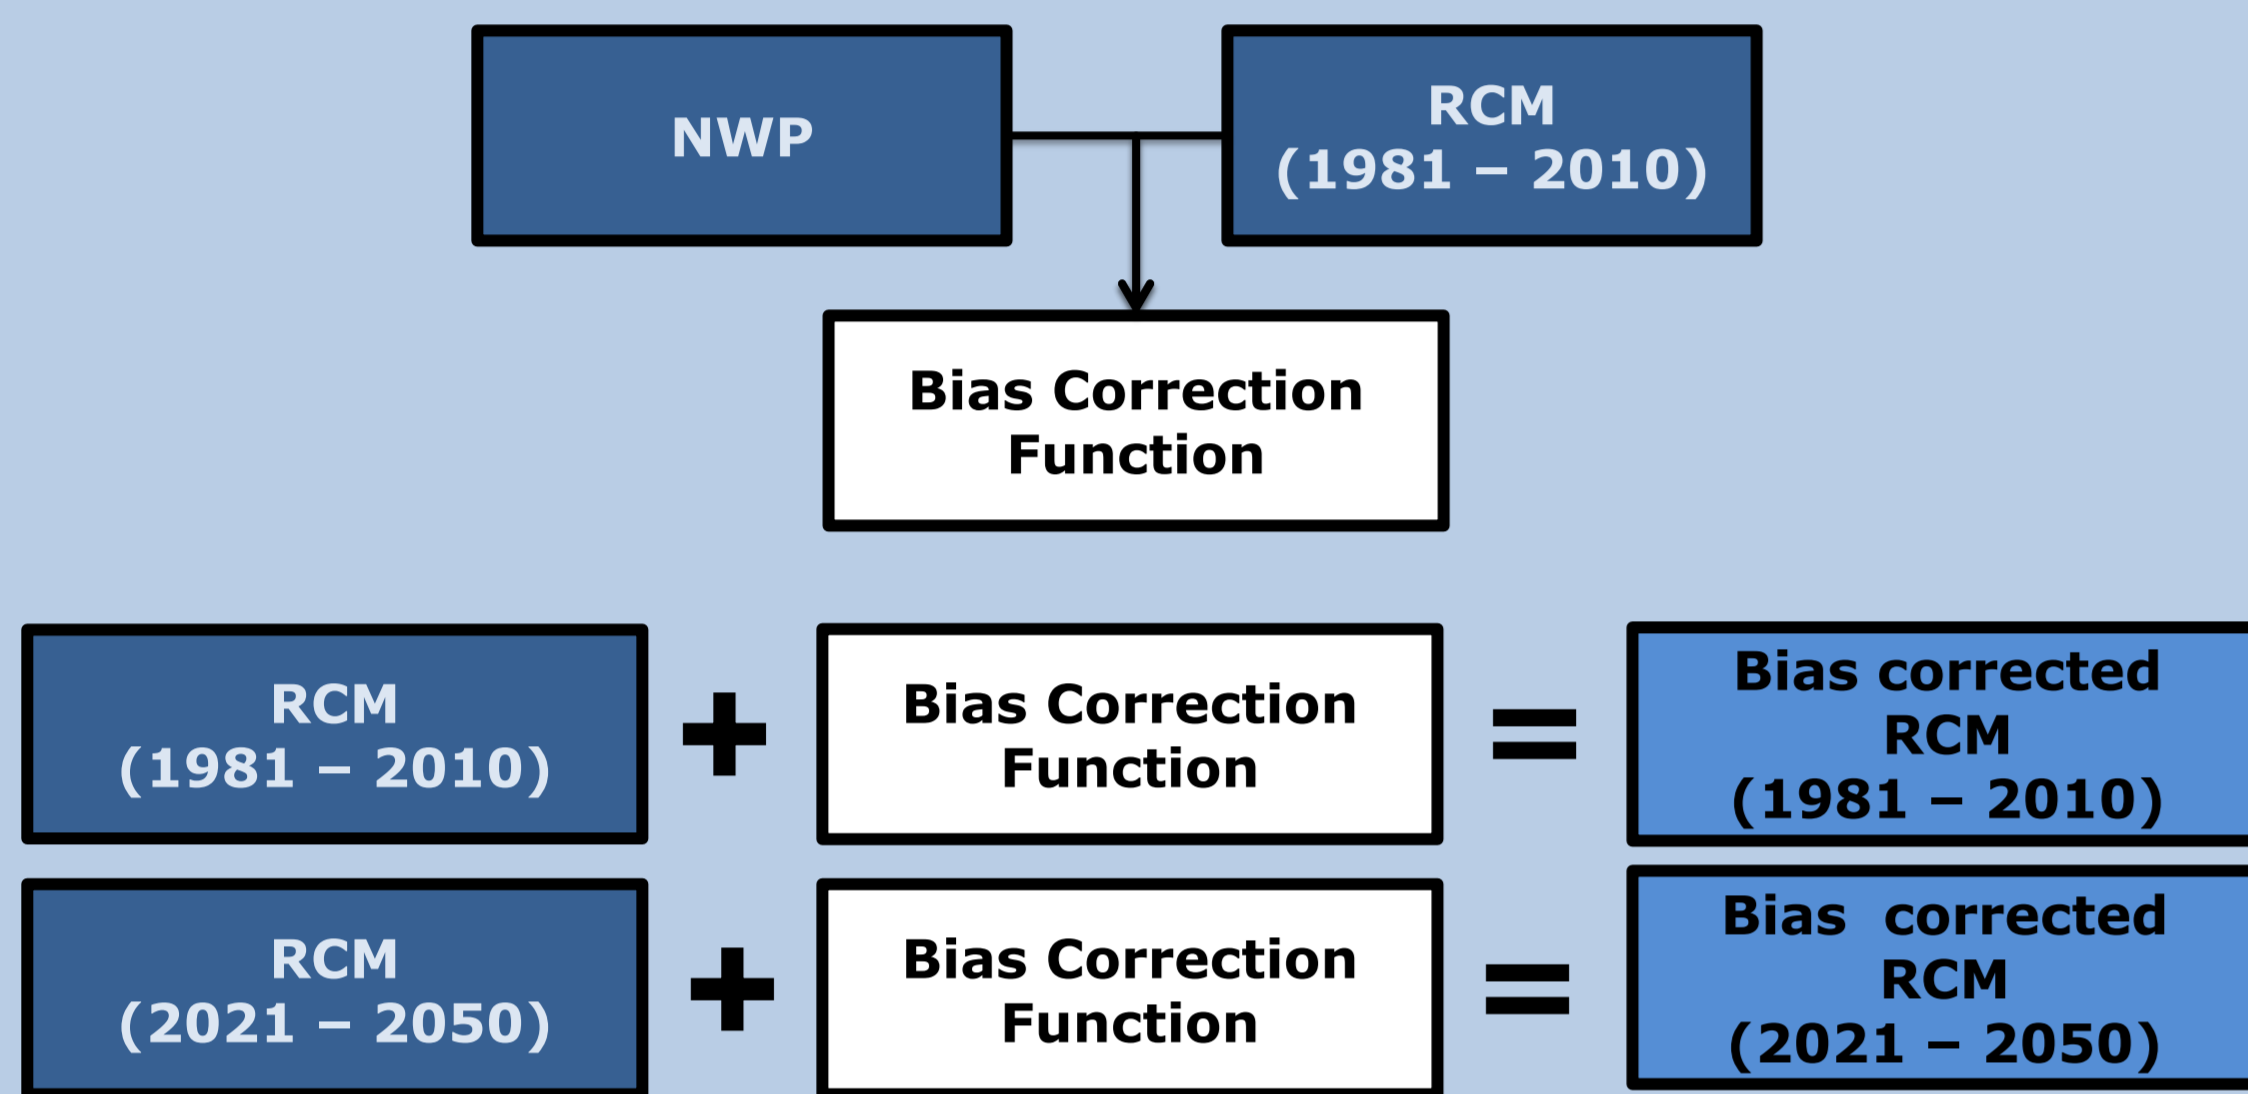 NWP
RCM
(1981 – 2010)
Bias Correction
Function
RCM
(1981 – 2010)
+
Bias Correction
Function
=
Bias corrected
RCM
(1981 – 2010)
RCM
(2021 – 2050)
+
Bias Correction
Function
=
Bias  corrected
RCM
(2021 – 2050)